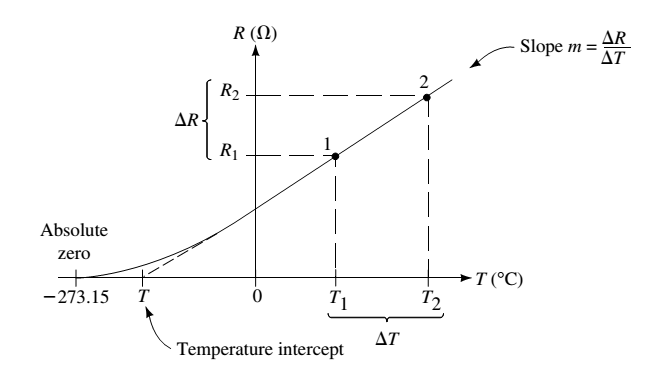 R (Ω)
Slope m = ΔR/ΔT
R₂
2
ΔR
R₁
1
Absolute
zero
−273.15
T
0
T₁
T₂
T (°C)
ΔT
Temperature intercept